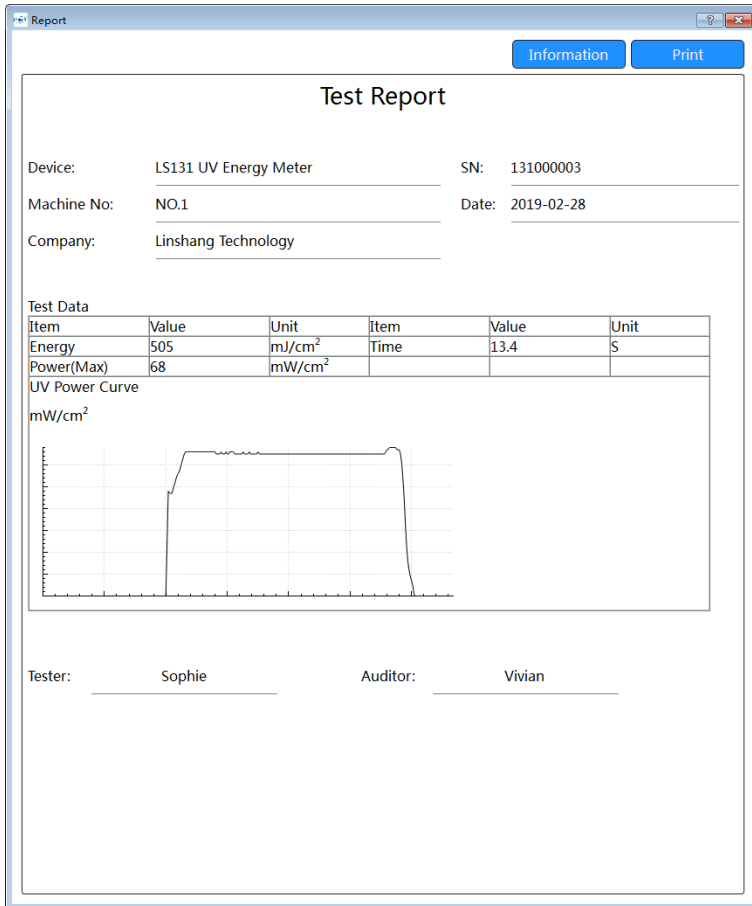 Report
Information Print
Test Report
Device: LS131 UV Energy Meter SN: 131000003
Machine No: NO.1 Date: 2019-02-28
Company: Linshang Technology
Test Data
Item Value Unit Item Value Unit
Energy 505 mJ/cm² Time 13.4 S
Power(Max) 68 mW/cm²
UV Power Curve
mW/cm²
Tester: Sophie Auditor: Vivian